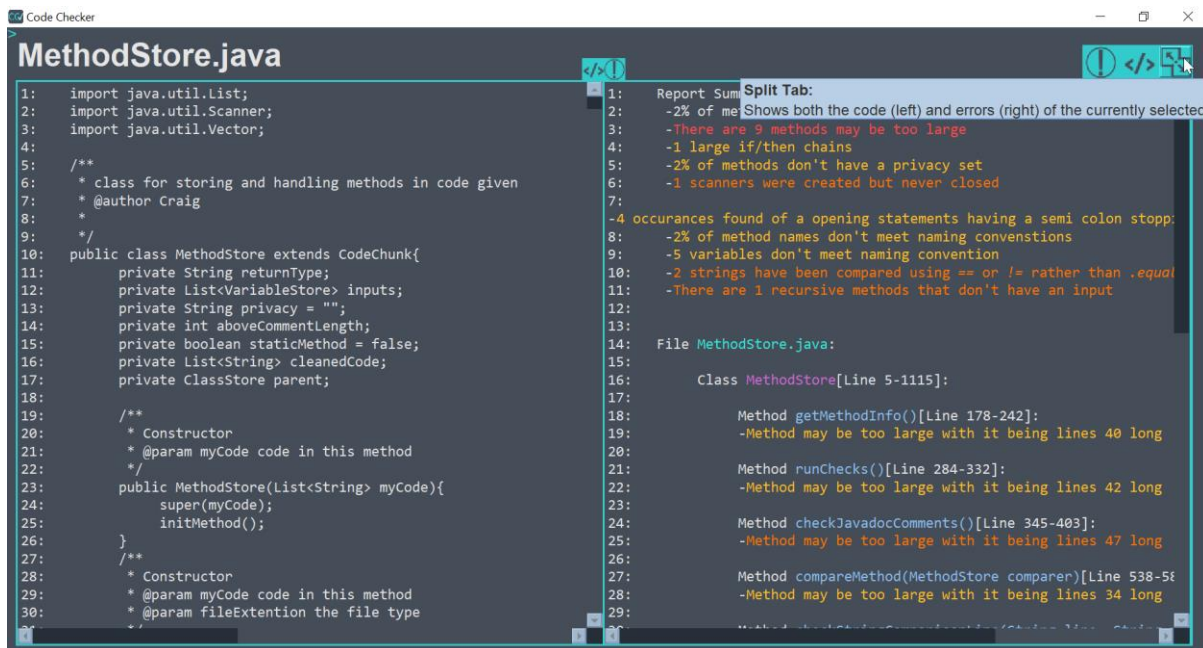 Code Checker
>
MethodStore.java
</>
</>
Split Tab:
Shows both the code (left) and errors (right) of the currently selected
1: import java.util.List;
2: import java.util.Scanner;
3: import java.util.Vector;
4:
5: /**
6: * class for storing and handling methods in code given
7: * @author Craig
8: *
9: */
10: public class MethodStore extends CodeChunk{
11: private String returnType;
12: private List<VariableStore> inputs;
13: private String privacy = "";
14: private int aboveCommentLength;
15: private boolean staticMethod = false;
16: private List<String> cleanedCode;
17: private ClassStore parent;
18:
19: /**
20: * Constructor
21: * @param myCode code in this method
22: */
23: public MethodStore(List<String> myCode){
24: super(myCode);
25: initMethod();
26: }
27: /**
28: * Constructor
29: * @param myCode code in this method
30: * @param fileExtention the file type
1: Report
2: -2% of
3: -There are 9 methods may be too large
4: -1 large if/then chains
5: -2% of methods don't have a privacy set
6: -1 scanners were created but never closed
7:
-4 occurances found of a opening statements having a semi colon
8: -2% of method names don't meet naming convenstions
9: -5 variables don't meet naming convention
10: -2 strings have been compared using == or != rather than .equal
11: -There are 1 recursive methods that don't have an input
12:
13:
14: File MethodStore.java:
15:
16: Class MethodStore[Line 5-1115]:
17:
18: Method getMethodInfo()[Line 178-242]:
19: -Method may be too large with it being lines 40 long
20:
21: Method runChecks()[Line 284-332]:
22: -Method may be too large with it being lines 42 long
23:
24: Method checkJavadocComments()[Line 345-403]:
25: -Method may be too large with it being lines 47 long
26:
27: Method compareMethod(MethodStore comparer)[Line 538-58
28: -Method may be too large with it being lines 34 long
29: